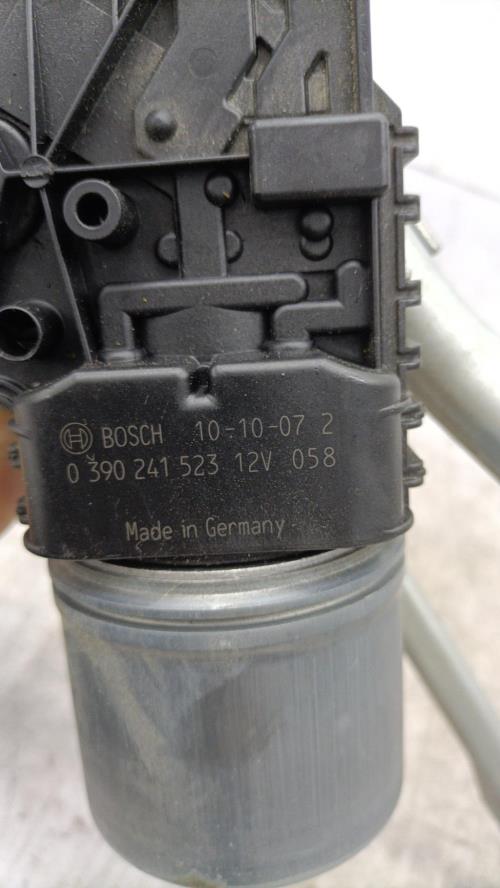 BOSCH 10-10-07 2
0 390 241 523 12V 058
Made in Germany